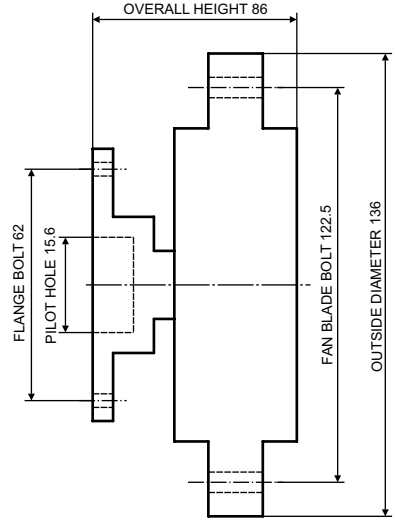 OVERALL HEIGHT 86
FLANGE BOLT 62
PILOT HOLE 15.6
FAN BLADE BOLT 122.5
OUTSIDE DIAMETER 136